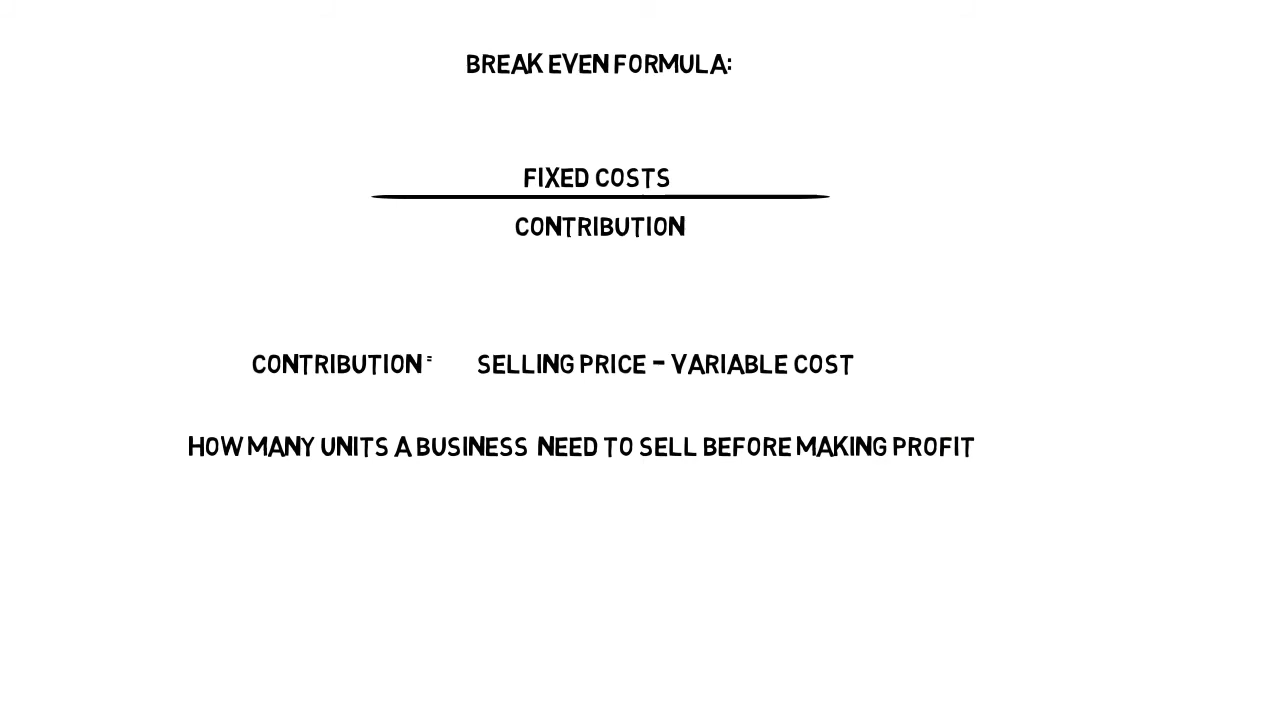 BREAK EVEN FORMULA:
FIXED COSTS
CONTRIBUTION
CONTRIBUTION = SELLING PRICE - VARIABLE COST
HOW MANY UNITS A BUSINESS NEED TO SELL BEFORE MAKING PROFIT